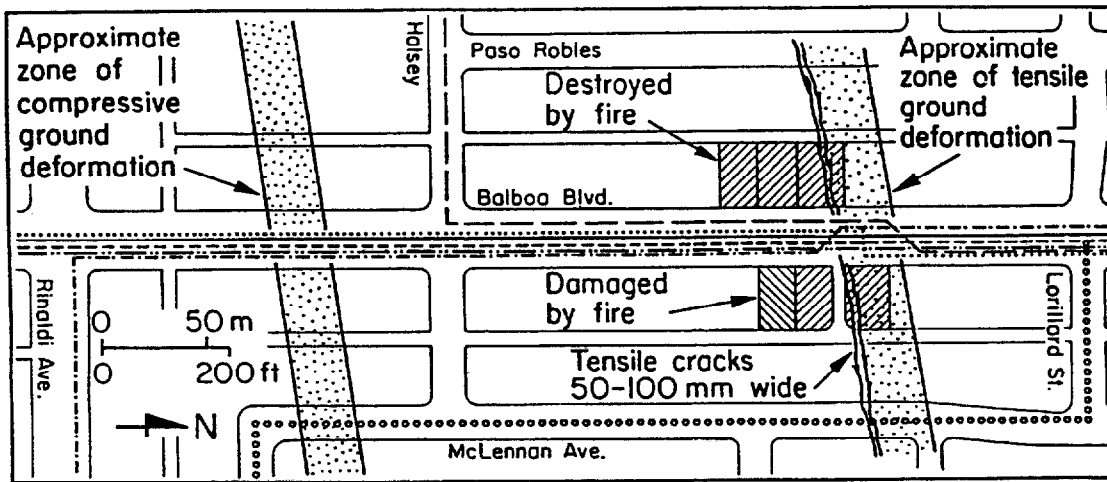 Approximate
zone of
compressive
ground
deformation
Halsey
Paso Robles
Destroyed
by fire
Balboa Blvd.
Approximate
zone of tensile
ground
deformation
Rinaldi Ave.
0 50 m
0 200 ft
N
Damaged
by fire
Tensile cracks
50-100 mm wide
Lorillard St.
McLennan Ave.